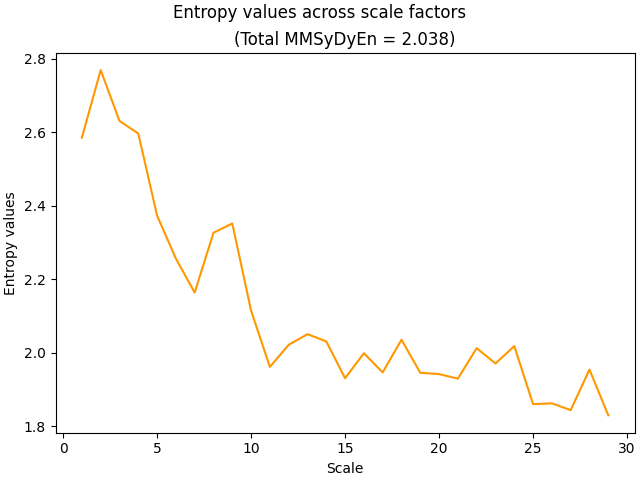 Entropy values across scale factors
(Total MMSyDyEn = 2.038)
2.8
2.6
2.4
2.2
2.0
1.8
Entropy values
0 5 10 15 20 25 30
Scale